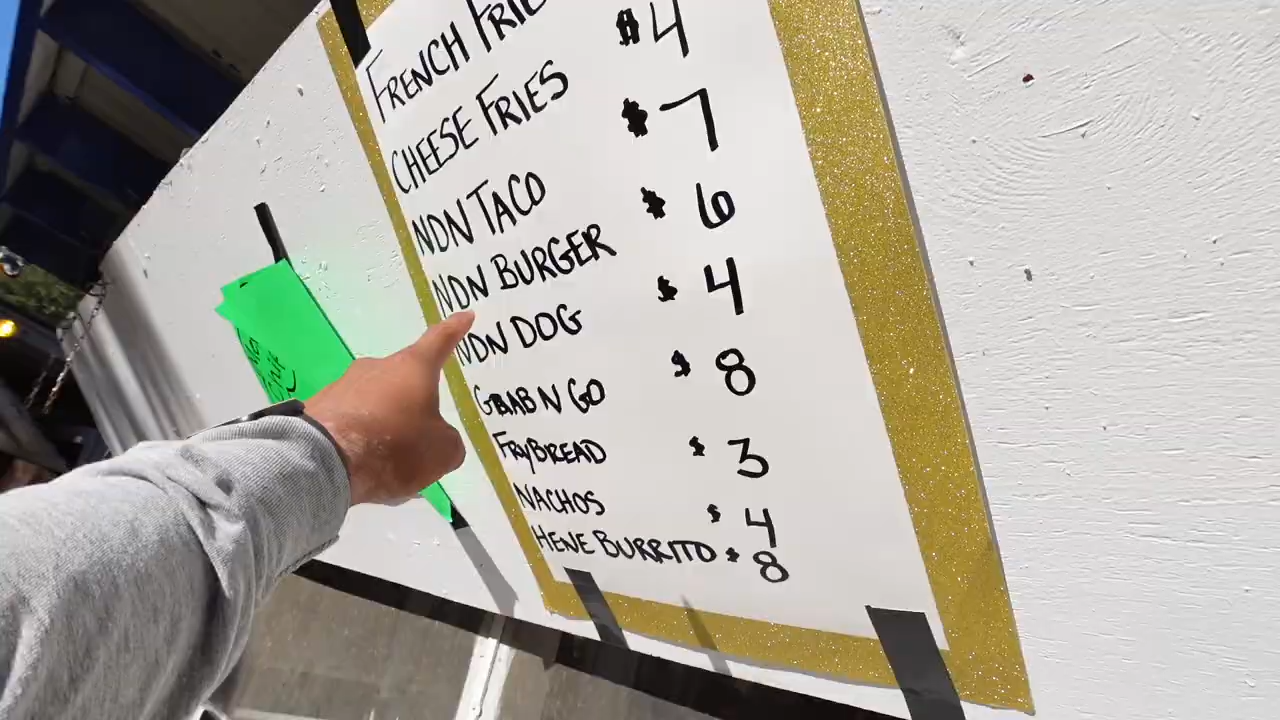 FRENCH FRIE
CHEESE FRIES $4
NDN TACO $7
NDN BURGER $6
NDN DOG $4
GRAB N GO $8
FRYBREAD $3
NACHOS $4
HENE BURRITO $8